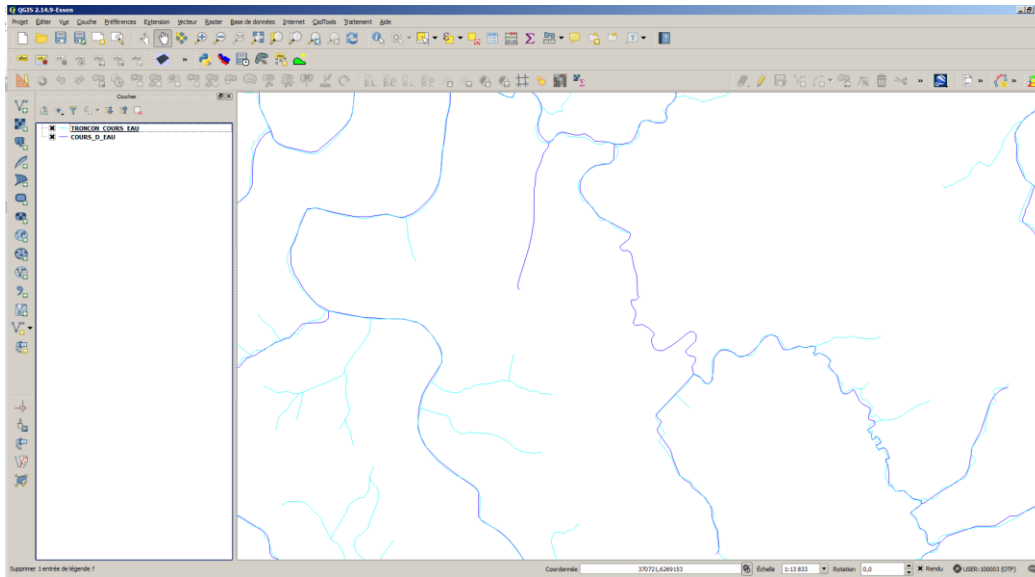 QGIS 2.14.9-Essen
Projet Éditer Vue Couche Préférences Extension Vecteur Raster Base de données Internet CadTools Traitement Aide
Couches
TRONCON_COURS_EAU
COURS_D_EAU
Supprimer 1 entrée de légende ?
Coordonnée 370721,6269153 Échelle 1:13 833 Rotation 0,0 Rendu USER:100003 (OTF)